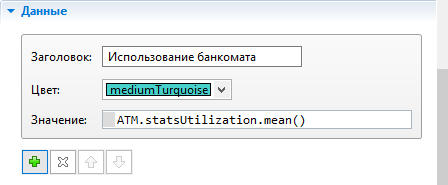 Данные
Заголовок: Использование банкомата
Цвет: mediumTurquoise
Значение: ATM.statsUtilization.mean()